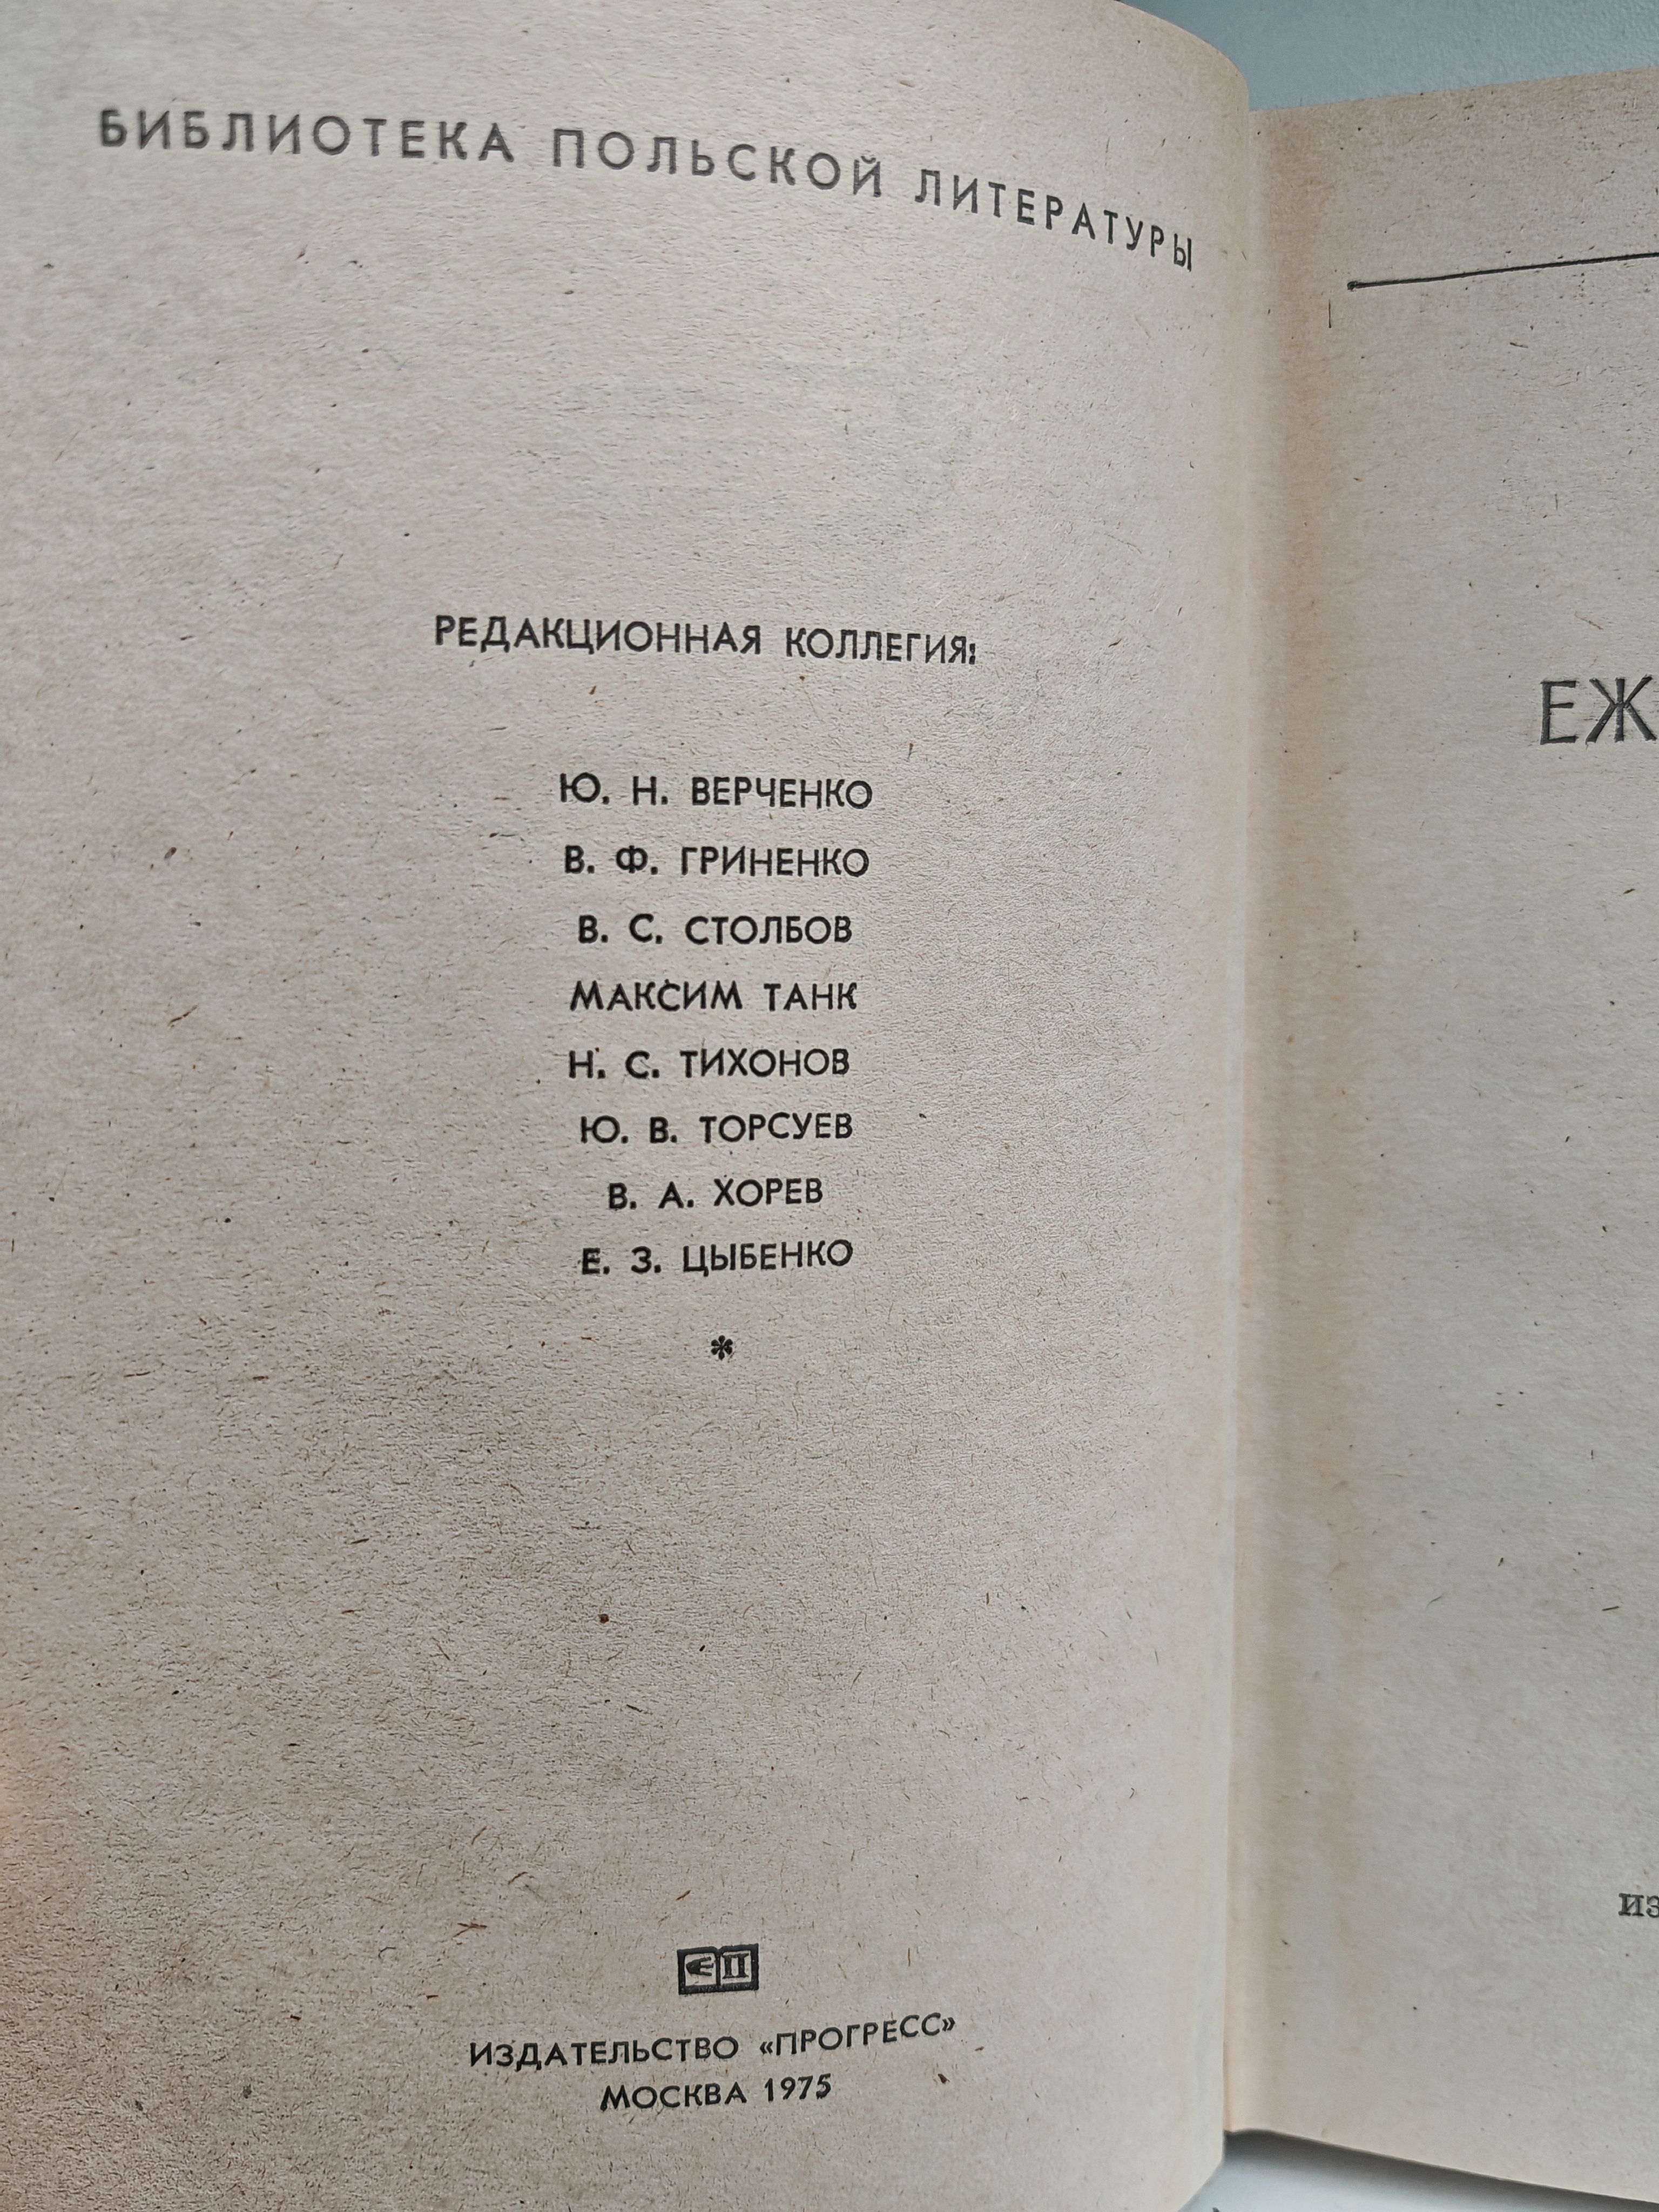 БИБЛИОТЕКА ПОЛЬСКОЙ ЛИТЕРАТУРЫ
РЕДАКЦИОННАЯ КОЛЛЕГИЯ:
Ю. Н. ВЕРЧЕНКО
В. Ф. ГРИНЕНКО
В. С. СТОЛБОВ
МАКСИМ ТАНК
Н. С. ТИХОНОВ
Ю. В. ТОРСУЕВ
В. А. ХОРЕВ
Е. З. ЦЫБЕНКО
*
ИЗДАТЕЛЬСТВО «ПРОГРЕСС»
МОСКВА 1975
ЕЖ